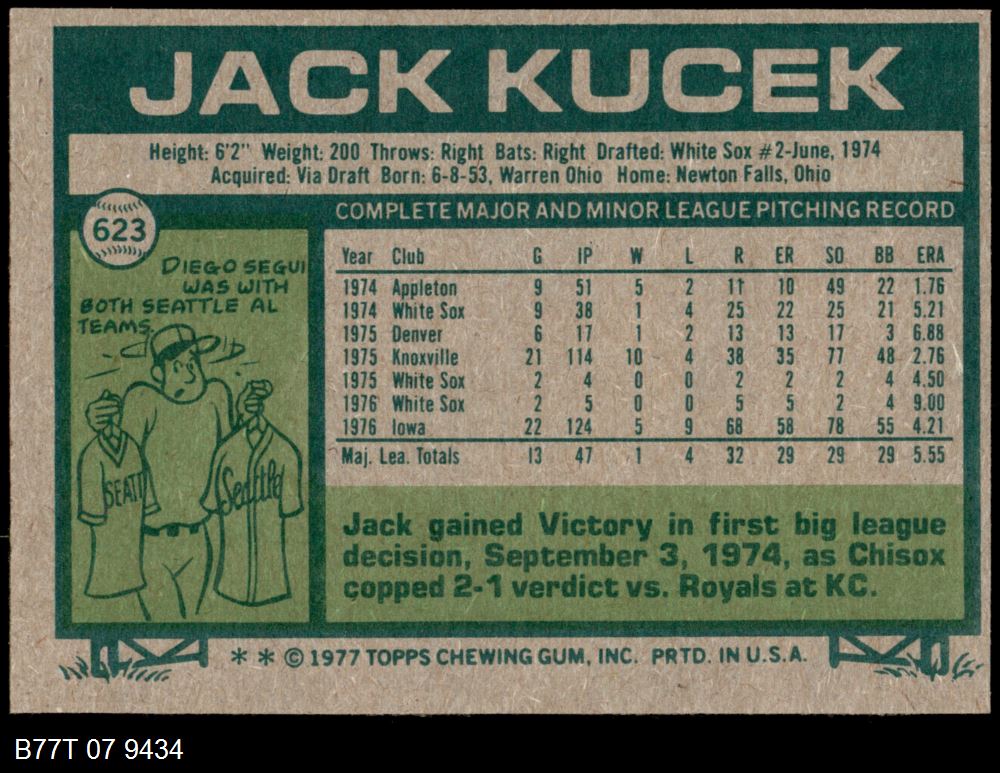 JACK KUCEK
Height: 6'2" Weight: 200 Throws: Right Bats: Right Drafted: White Sox #2-June, 1974
Acquired: Via Draft Born: 6-8-53, Warren Ohio Home: Newton Falls, Ohio
623
DIEGO SEGUI
WAS WITH
BOTH SEATTLE AL
TEAMS.
SEATT
Seattle
COMPLETE MAJOR AND MINOR LEAGUE PITCHING RECORD
Year Club G IP W L R ER SO BB ERA
1974 Appleton 9 51 5 2 11 10 49 22 1.76
1974 White Sox 9 38 1 4 25 22 25 21 5.21
1975 Denver 6 17 1 2 13 13 17 3 6.88
1975 Knoxville 21 114 10 4 38 35 77 48 2.76
1975 White Sox 2 4 0 0 2 2 2 4 4.50
1976 White Sox 2 5 0 0 5 5 2 4 9.00
1976 Iowa 22 124 5 9 68 58 78 55 4.21
Maj. Lea. Totals 13 47 1 4 32 29 29 29 5.55
Jack gained Victory in first big league
decision, September 3, 1974, as Chisox
copped 2-1 verdict vs. Royals at KC.
* * © 1977 TOPPS CHEWING GUM, INC. PRTD. IN U.S.A.
B77T 07 9434